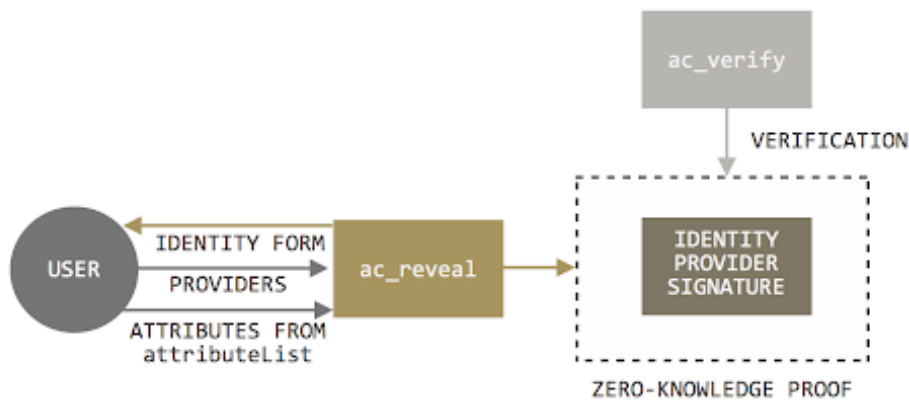 ac_verify
VERIFICATION
USER
IDENTITY FORM
PROVIDERS
ATTRIBUTES FROM
attributeList
ac_reveal
IDENTITY
PROVIDER
SIGNATURE
ZERO-KNOWLEDGE PROOF